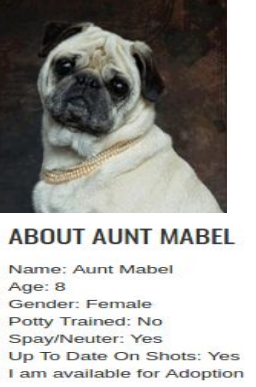 ABOUT AUNT MABEL
Name: Aunt Mabel
Age: 8
Gender: Female
Potty Trained: No
Spay/Neuter: Yes
Up To Date On Shots: Yes
I am available for Adoption